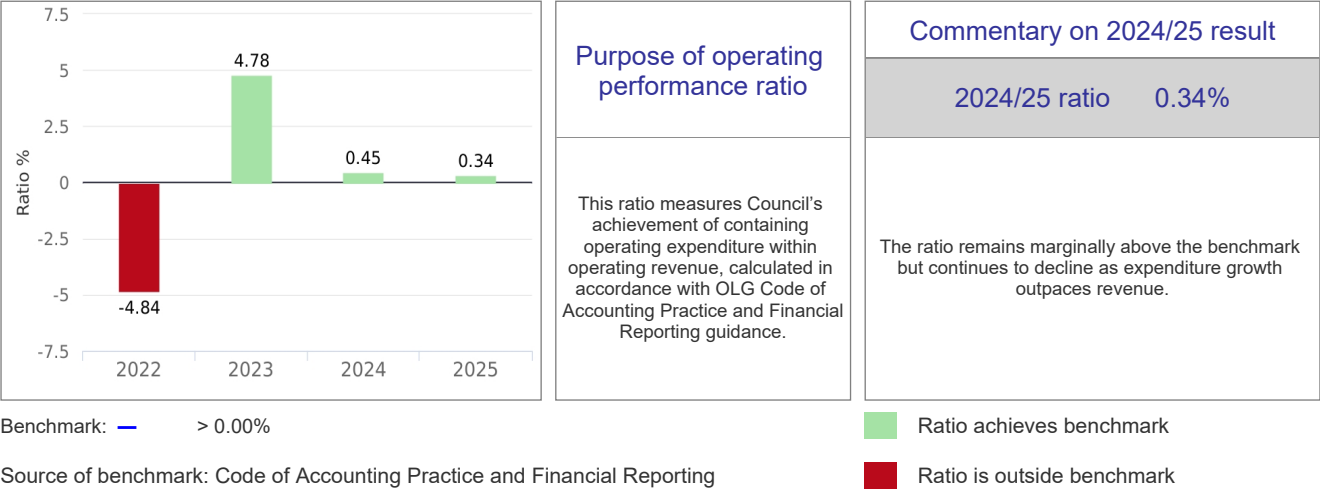 7.5
5
2.5
0
-2.5
-5
-7.5
Ratio %
-4.84
4.78
0.45
0.34
2022
2023
2024
2025
Purpose of operating
performance ratio
This ratio measures Council’s
achievement of containing
operating expenditure within
operating revenue, calculated in
accordance with OLG Code of
Accounting Practice and Financial
Reporting guidance.
Commentary on 2024/25 result
2024/25 ratio 0.34%
The ratio remains marginally above the benchmark
but continues to decline as expenditure growth
outpaces revenue.
Benchmark: > 0.00%
Source of benchmark: Code of Accounting Practice and Financial Reporting
Ratio achieves benchmark
Ratio is outside benchmark